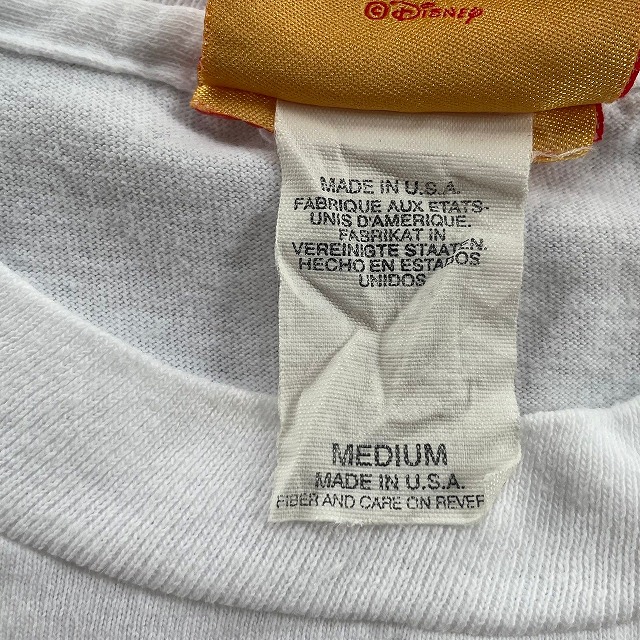 ©DISNEY
MADE IN U.S.A.
FABRIQUE AUX ETATS-
UNIS D'AMERIQUE.
FABRIKAT IN
VEREINIGTE STAATEN.
HECHO EN ESTADOS
UNIDOS
MEDIUM
MADE IN U.S.A.
FIBER AND CARE ON REVER